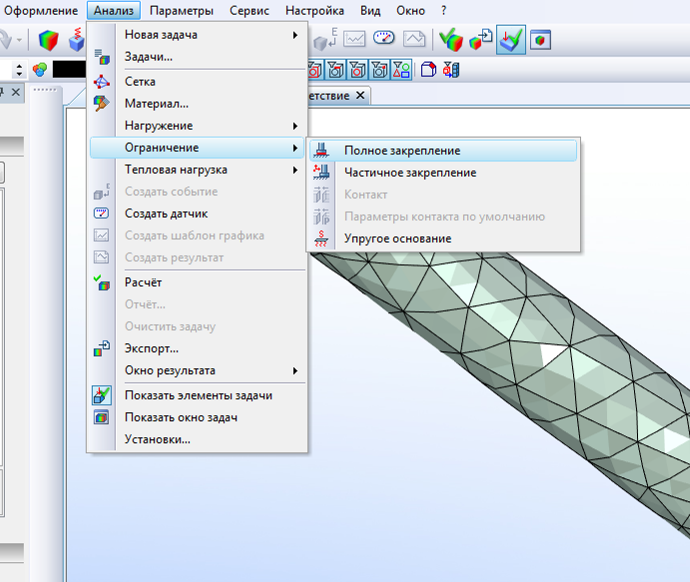 Оформление Анализ Параметры Сервис Настройка Вид Окно ?
Новая задача
Задачи...
Сетка
етствие
Материал...
Нагружение
Ограничение
Полное закрепление
Тепловая нагрузка
Частичное закрепление
Создать событие
Контакт
Создать датчик
Параметры контакта по умолчанию
Создать шаблон графика
Упругое основание
Создать результат
Расчёт
Отчёт...
Очистить задачу
Экспорт...
Окно результата
Показать элементы задачи
Показать окно задач
Установки...